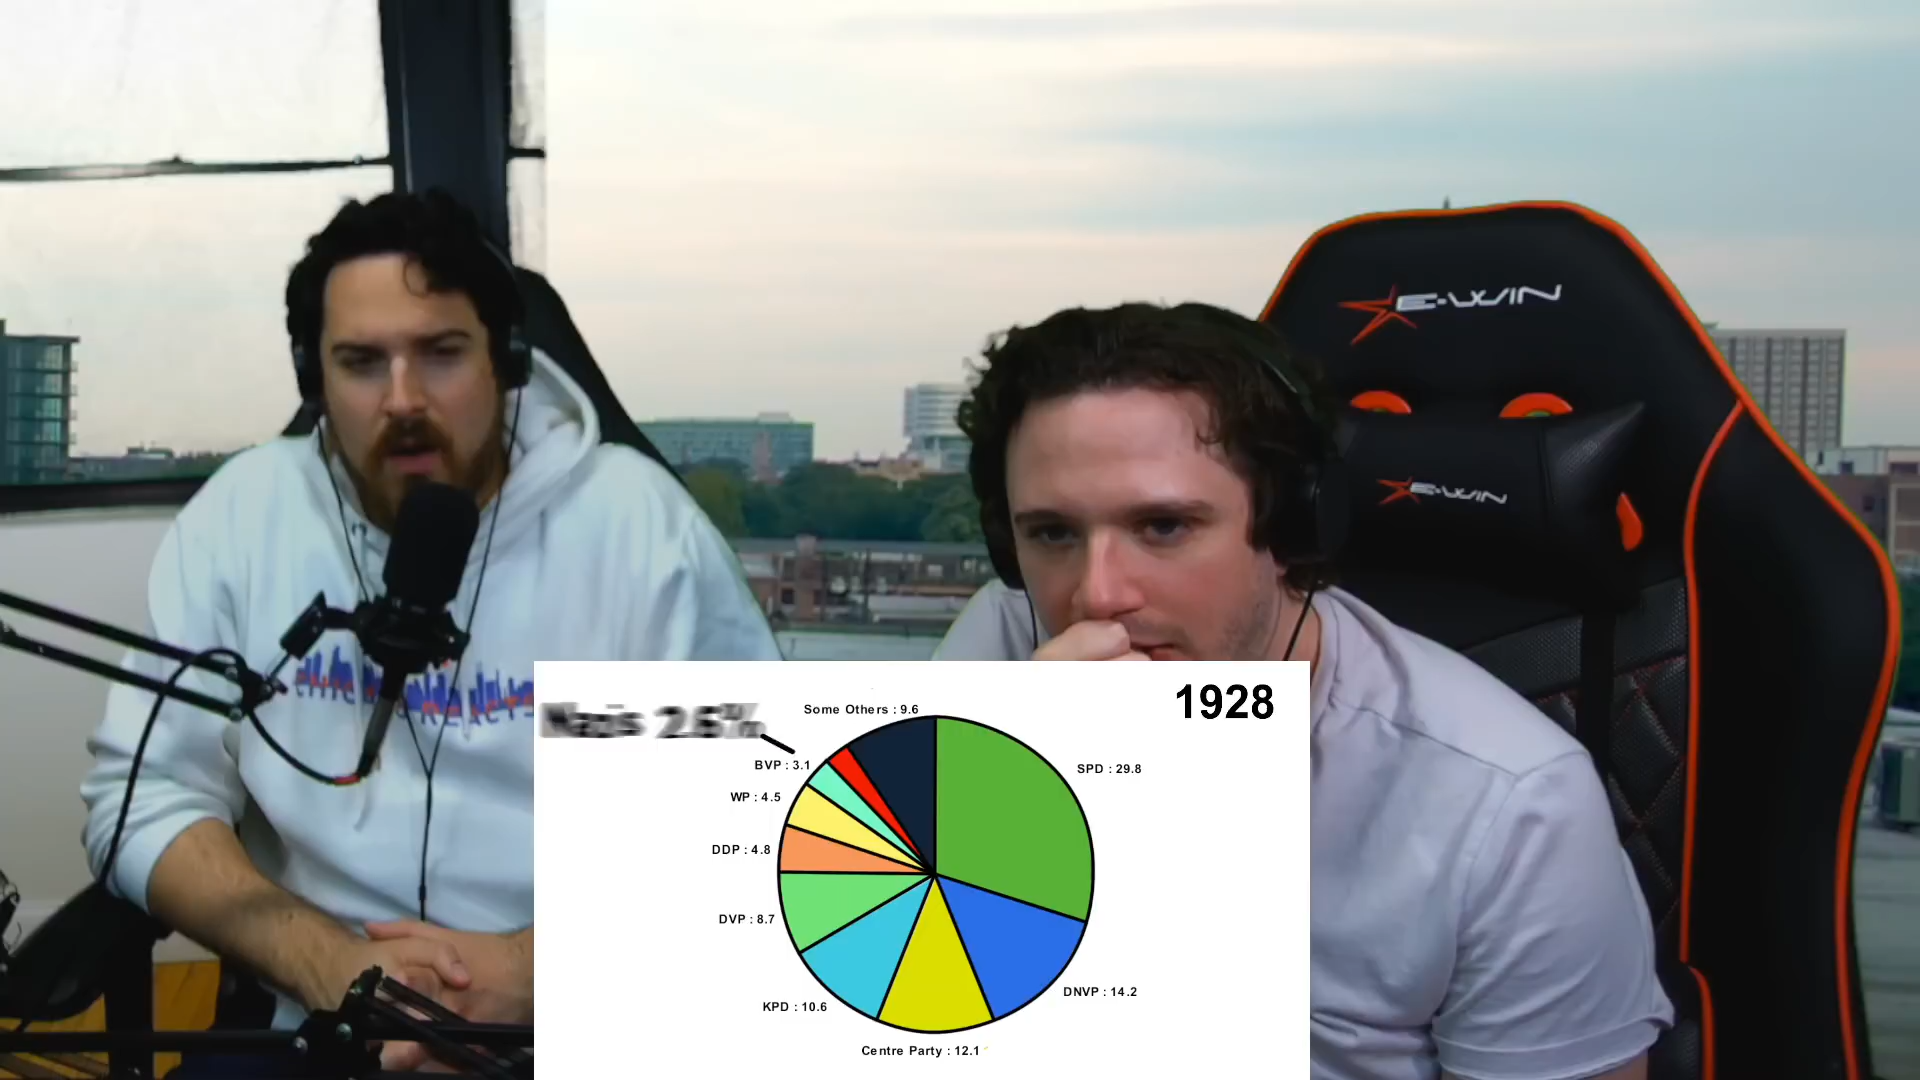 E-WIN
E-WIN
1928
Some Others : 9.6
Nazis 2.6%
BVP : 3.1
SPD : 29.8
WP : 4.5
DDP : 4.8
DVP : 8.7
DNVP : 14.2
KPD : 10.6
Centre Party : 12.1